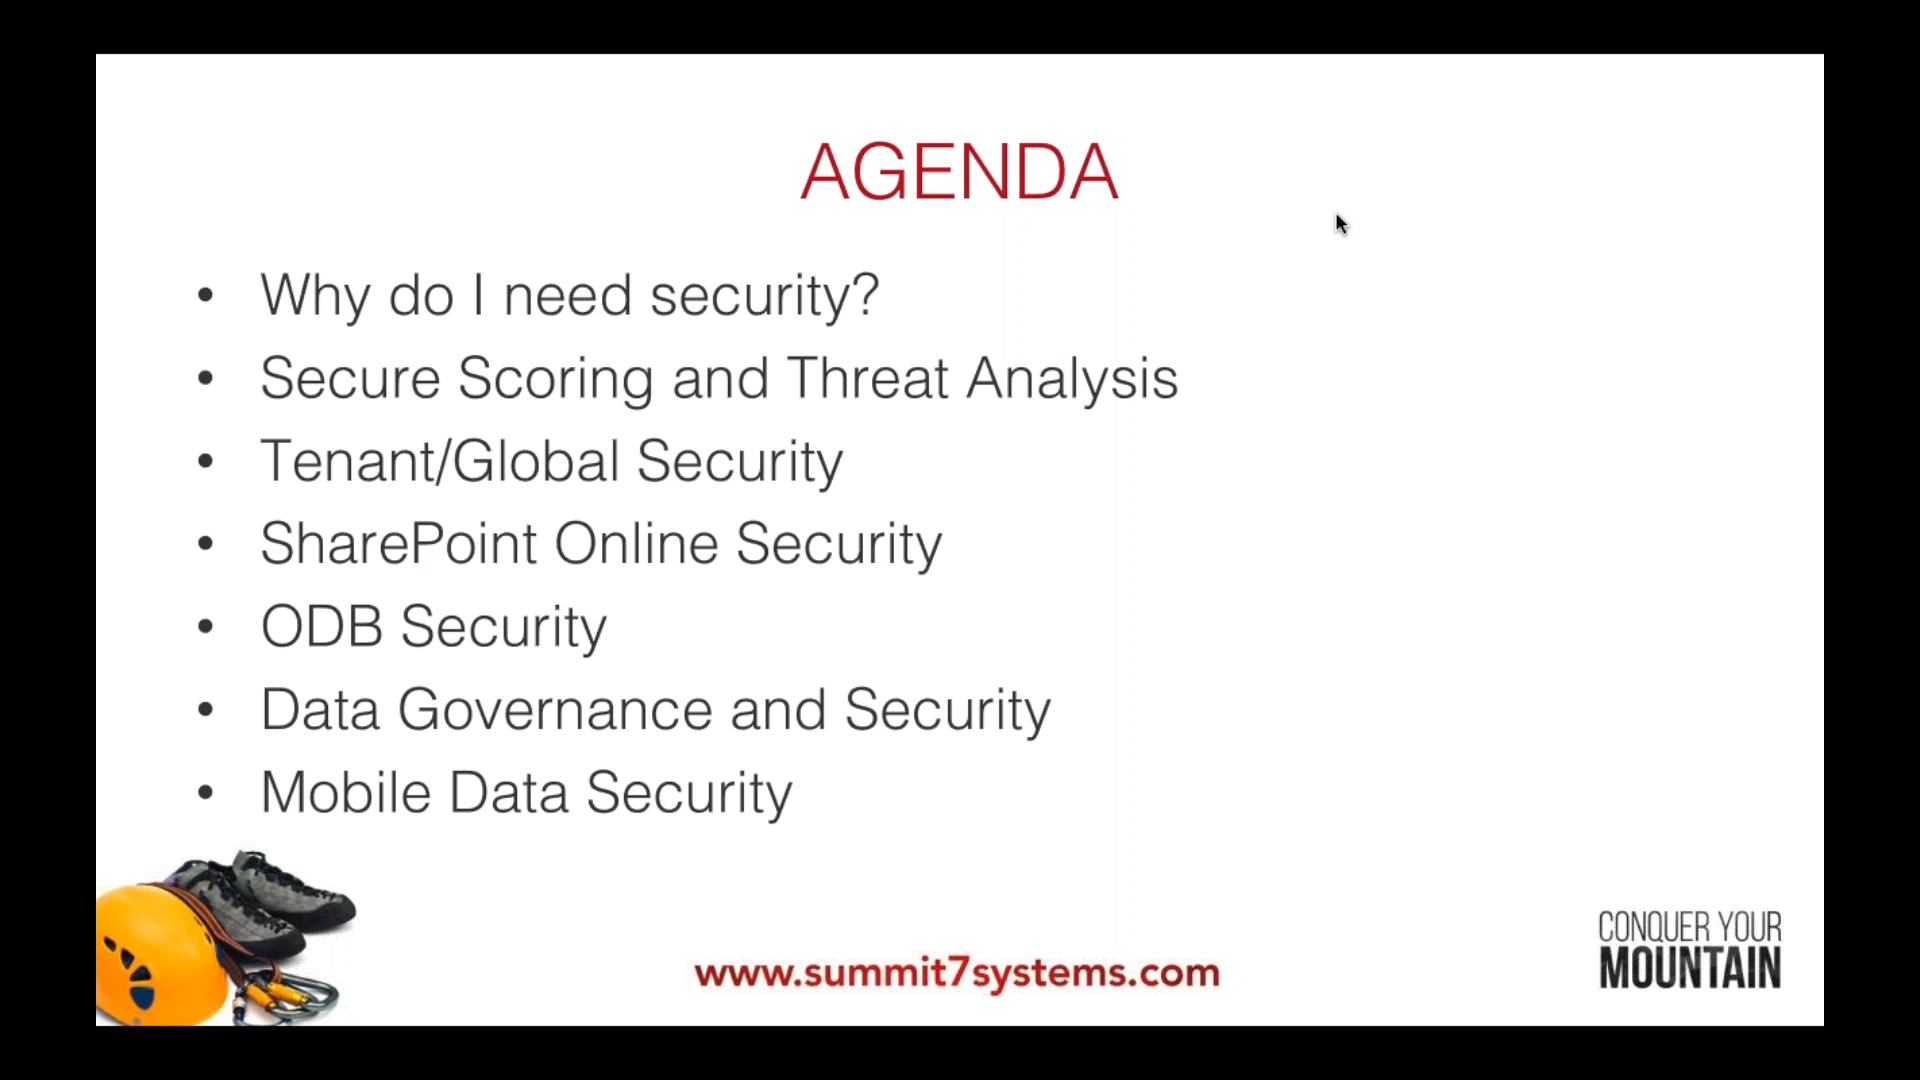 AGENDA
• Why do I need security?
• Secure Scoring and Threat Analysis
• Tenant/Global Security
• SharePoint Online Security
• ODB Security
• Data Governance and Security
• Mobile Data Security
www.summit7systems.com
CONQUER YOUR
MOUNTAIN